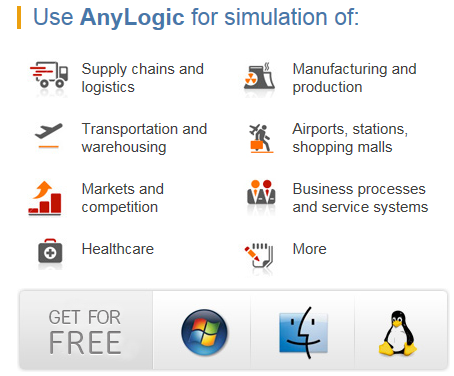 Use AnyLogic for simulation of:
Supply chains and
logistics
Manufacturing and
production
Transportation and
warehousing
Airports, stations,
shopping malls
Markets and
competition
Business processes
and service systems
Healthcare
More
GET FOR
FREE